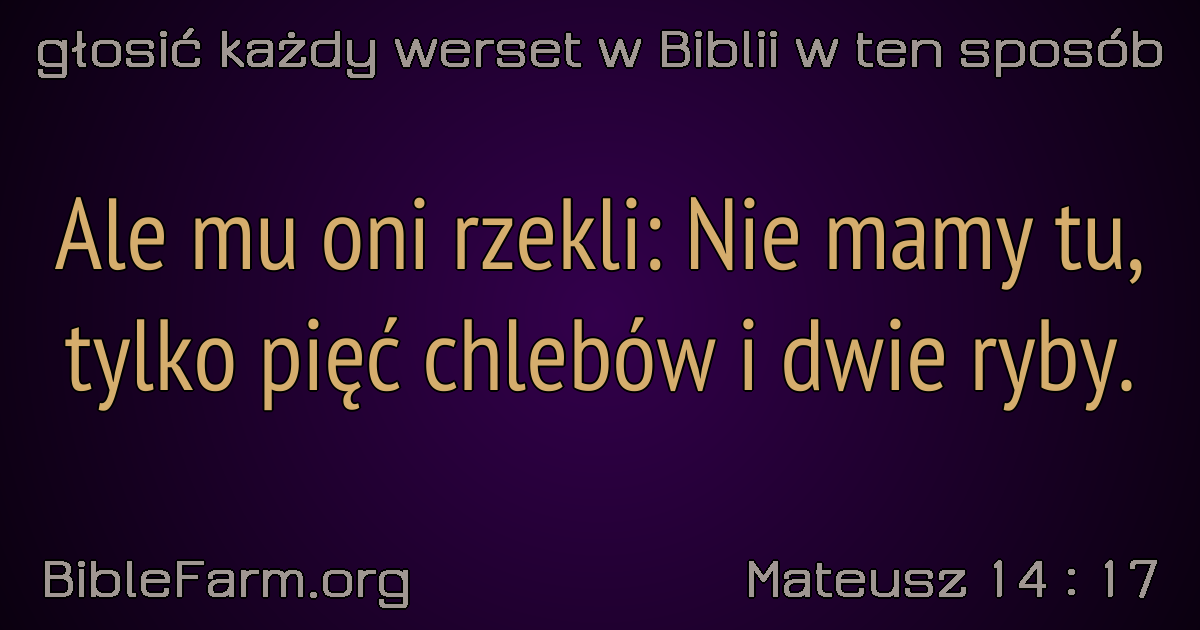 głosić każdy werset w Biblii w ten sposób
Ale mu oni rzekli: Nie mamy tu,
tylko pięć chlebów i dwie ryby.
BibleFarm.org
Mateusz 14 : 17